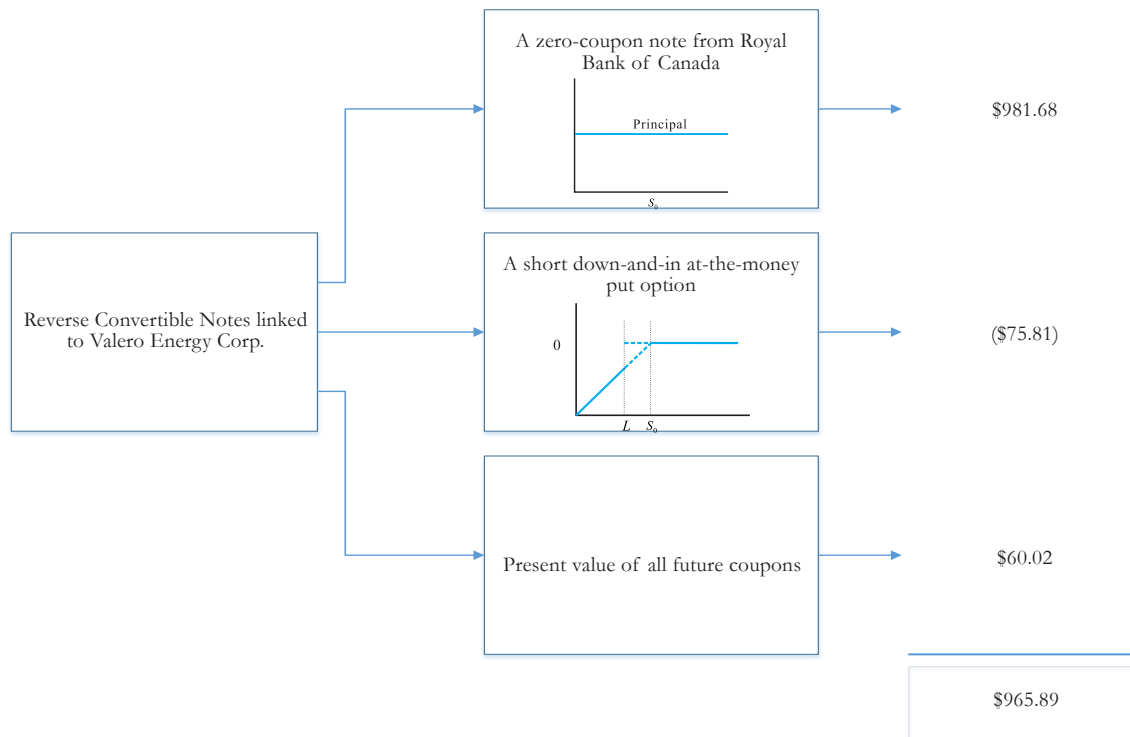 A zero-coupon note from Royal
Bank of Canada
Principal
S₀
$981.68
Reverse Convertible Notes linked
to Valero Energy Corp.
A short down-and-in at-the-money
put option
0
L S₀
($75.81)
Present value of all future coupons
$60.02
$965.89